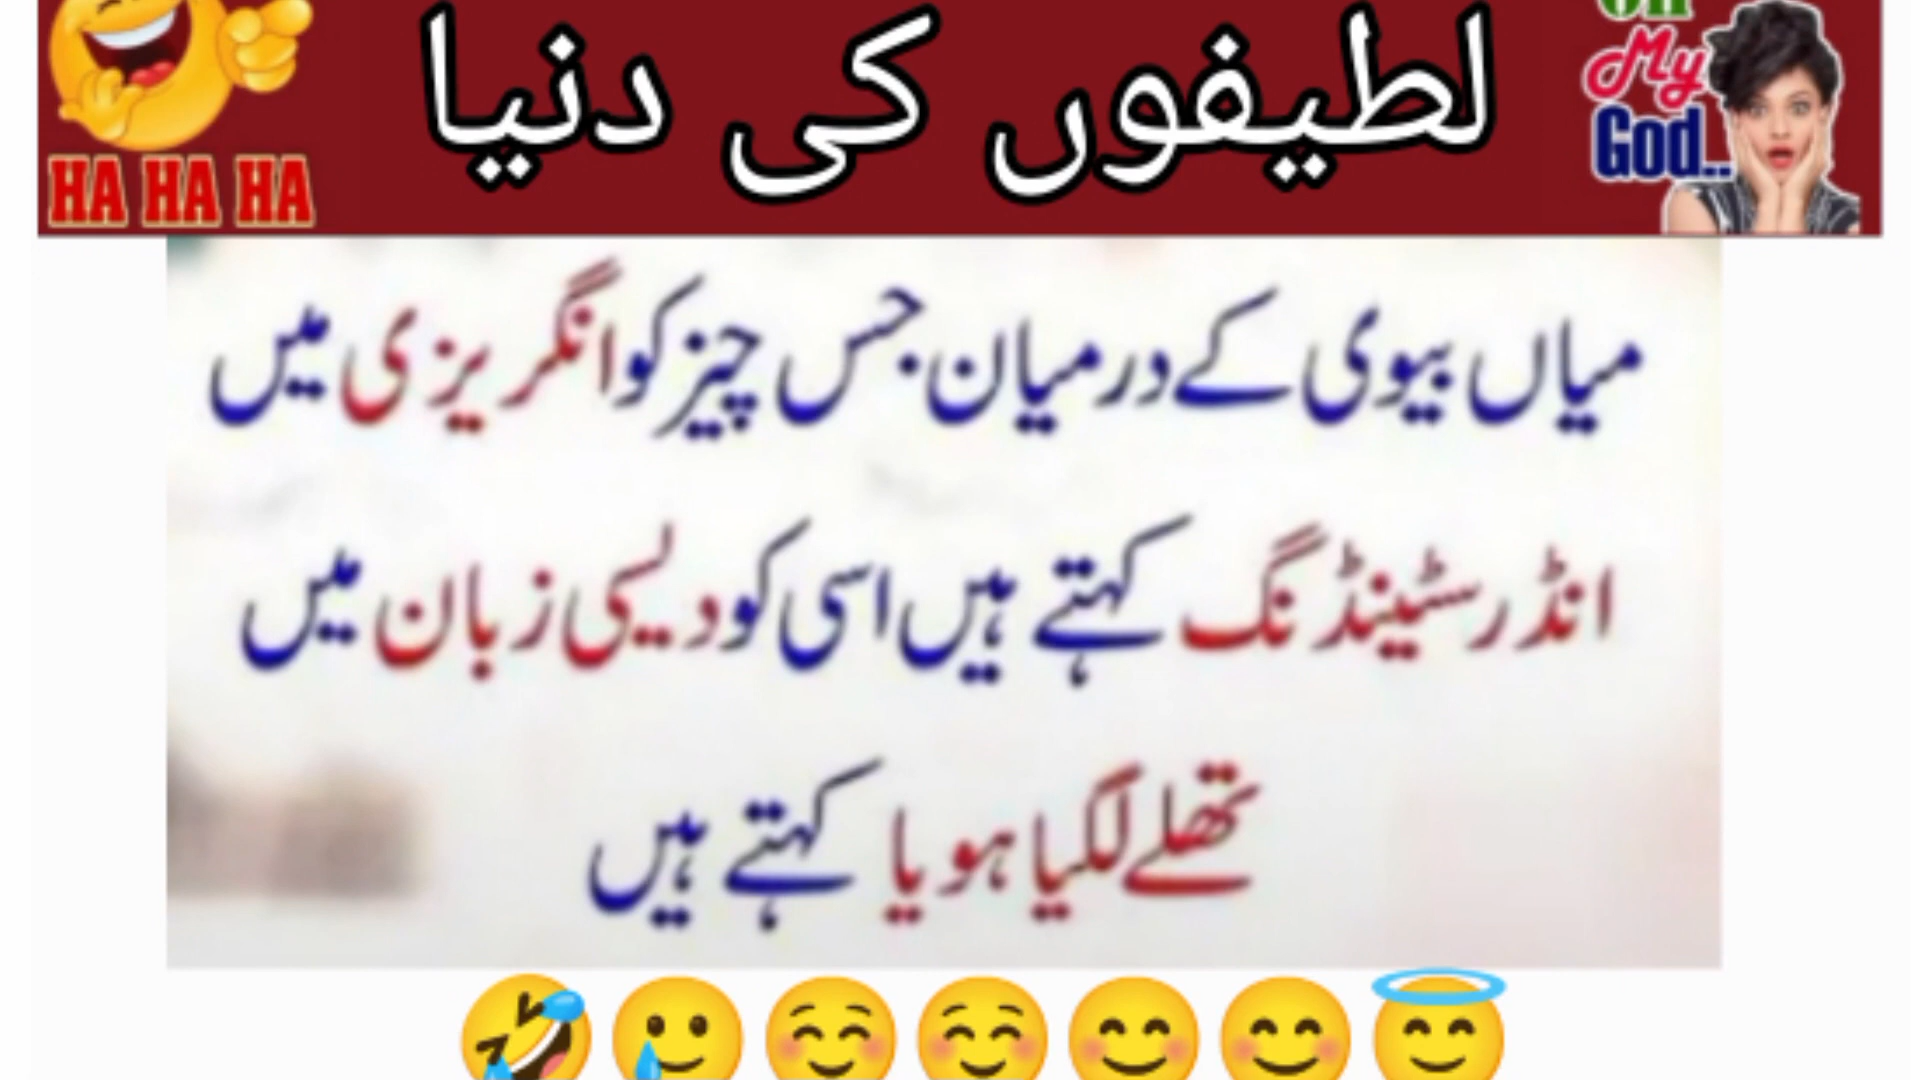 لطیفوں کی دنیا
HA HA HA
My
God..
میاں بیوی کے درمیان جس چیز کو انگریزی میں
انڈرسٹینڈنگ کہتے ہیں اسی کو دیسی زبان میں
تھلے لگیا ہویا کہتے ہیں